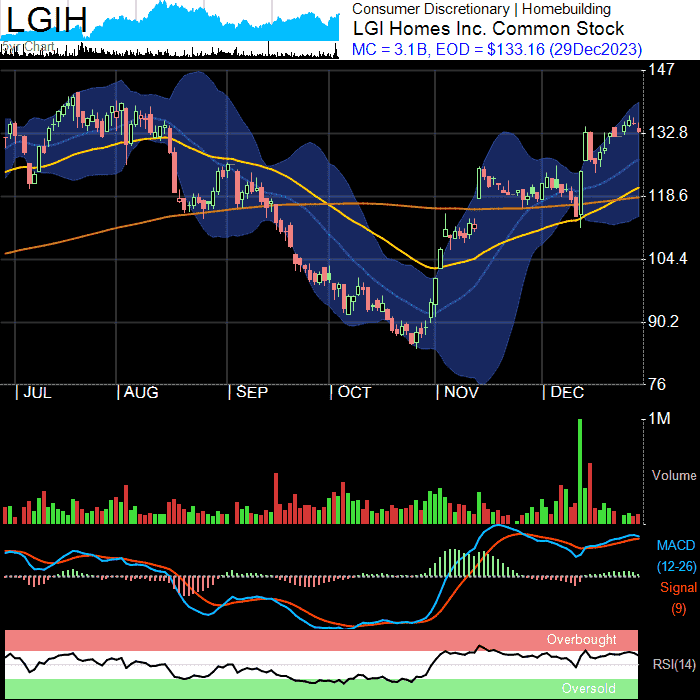 LGIH
Consumer Discretionary | Homebuilding
LGI Homes Inc. Common Stock
MC = 3.1B, EOD = $133.16 (29Dec2023)
147
132.8
118.6
104.4
90.2
76
JUL
AUG
SEP
OCT
NOV
DEC
1M
Volume
MACD
(12-26)
Signal
(9)
Overbought
RSI(14)
Oversold